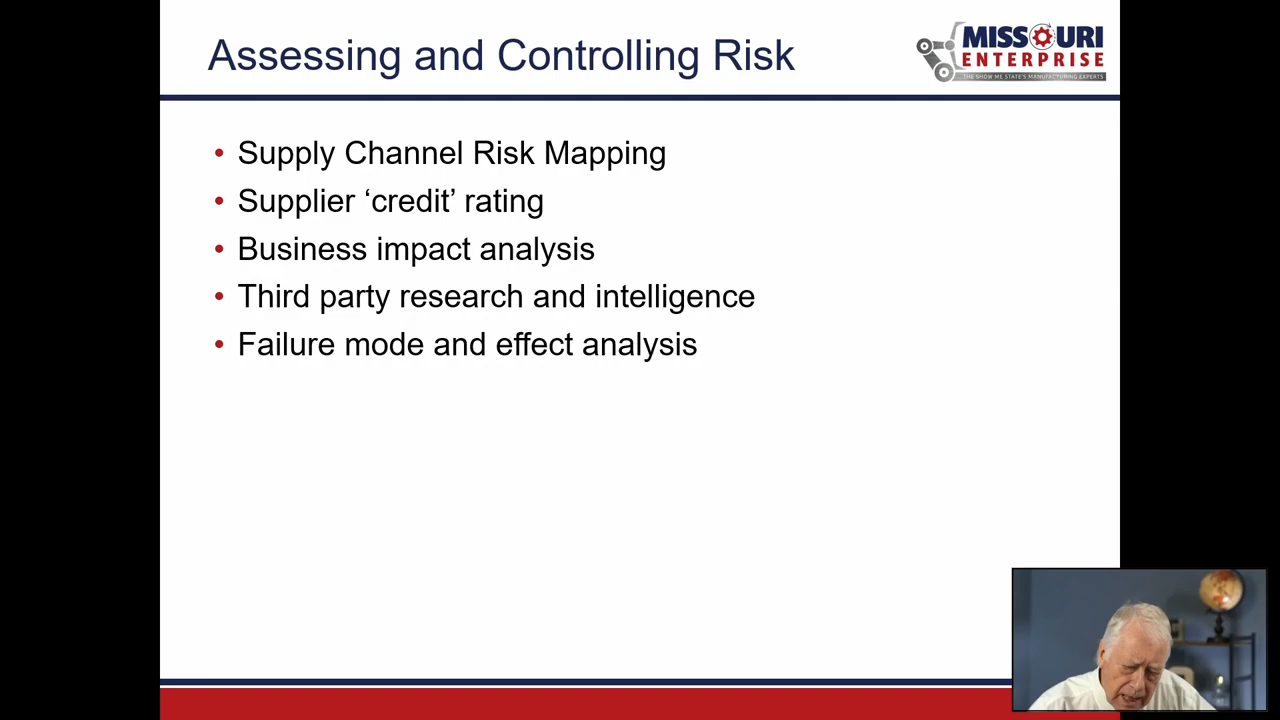 Assessing and Controlling Risk
MISSOURI
ENTERPRISE
THE SHOW ME STATE'S MANUFACTURING EXPERTS
• Supply Channel Risk Mapping
• Supplier ‘credit’ rating
• Business impact analysis
• Third party research and intelligence
• Failure mode and effect analysis